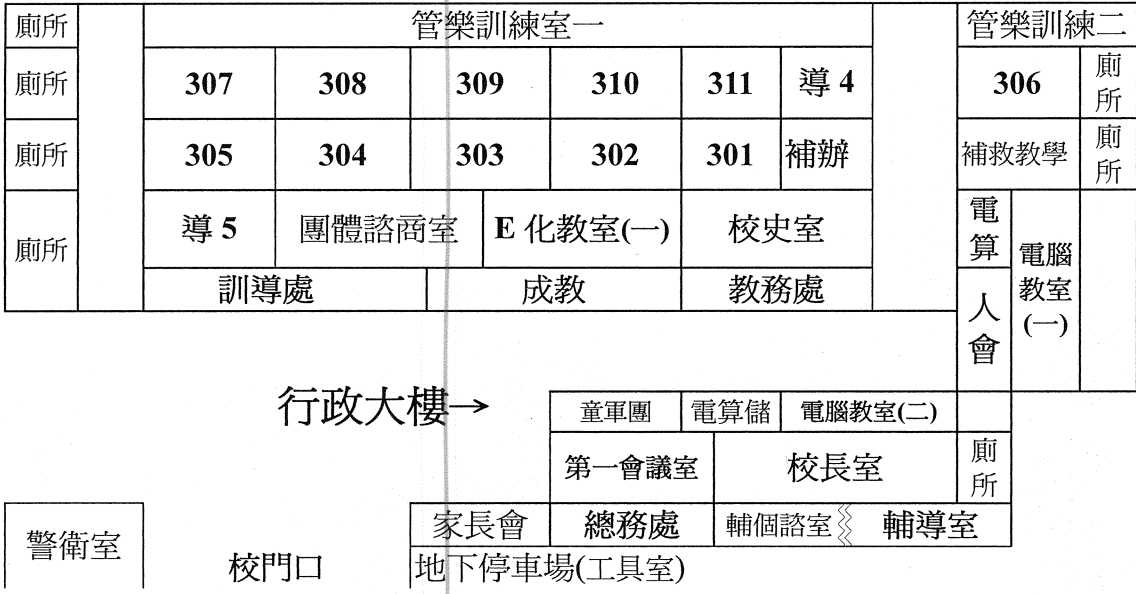 廁所 管樂訓練室一 管樂訓練二
廁所 307 308 309 310 311 導 4 306 廁所
廁所 305 304 303 302 301 補辦 補救教學 廁所
廁所 導 5 團體諮商室 E 化教室(一) 校史室 電算 電腦教室(一)
訓導處 成教 教務處 人會
行政大樓→
童軍團 電算儲 電腦教室(二)
第一會議室 校長室 廁所
警衛室 家長會 總務處 輔個諮室 輔導室
校門口 地下停車場(工具室)